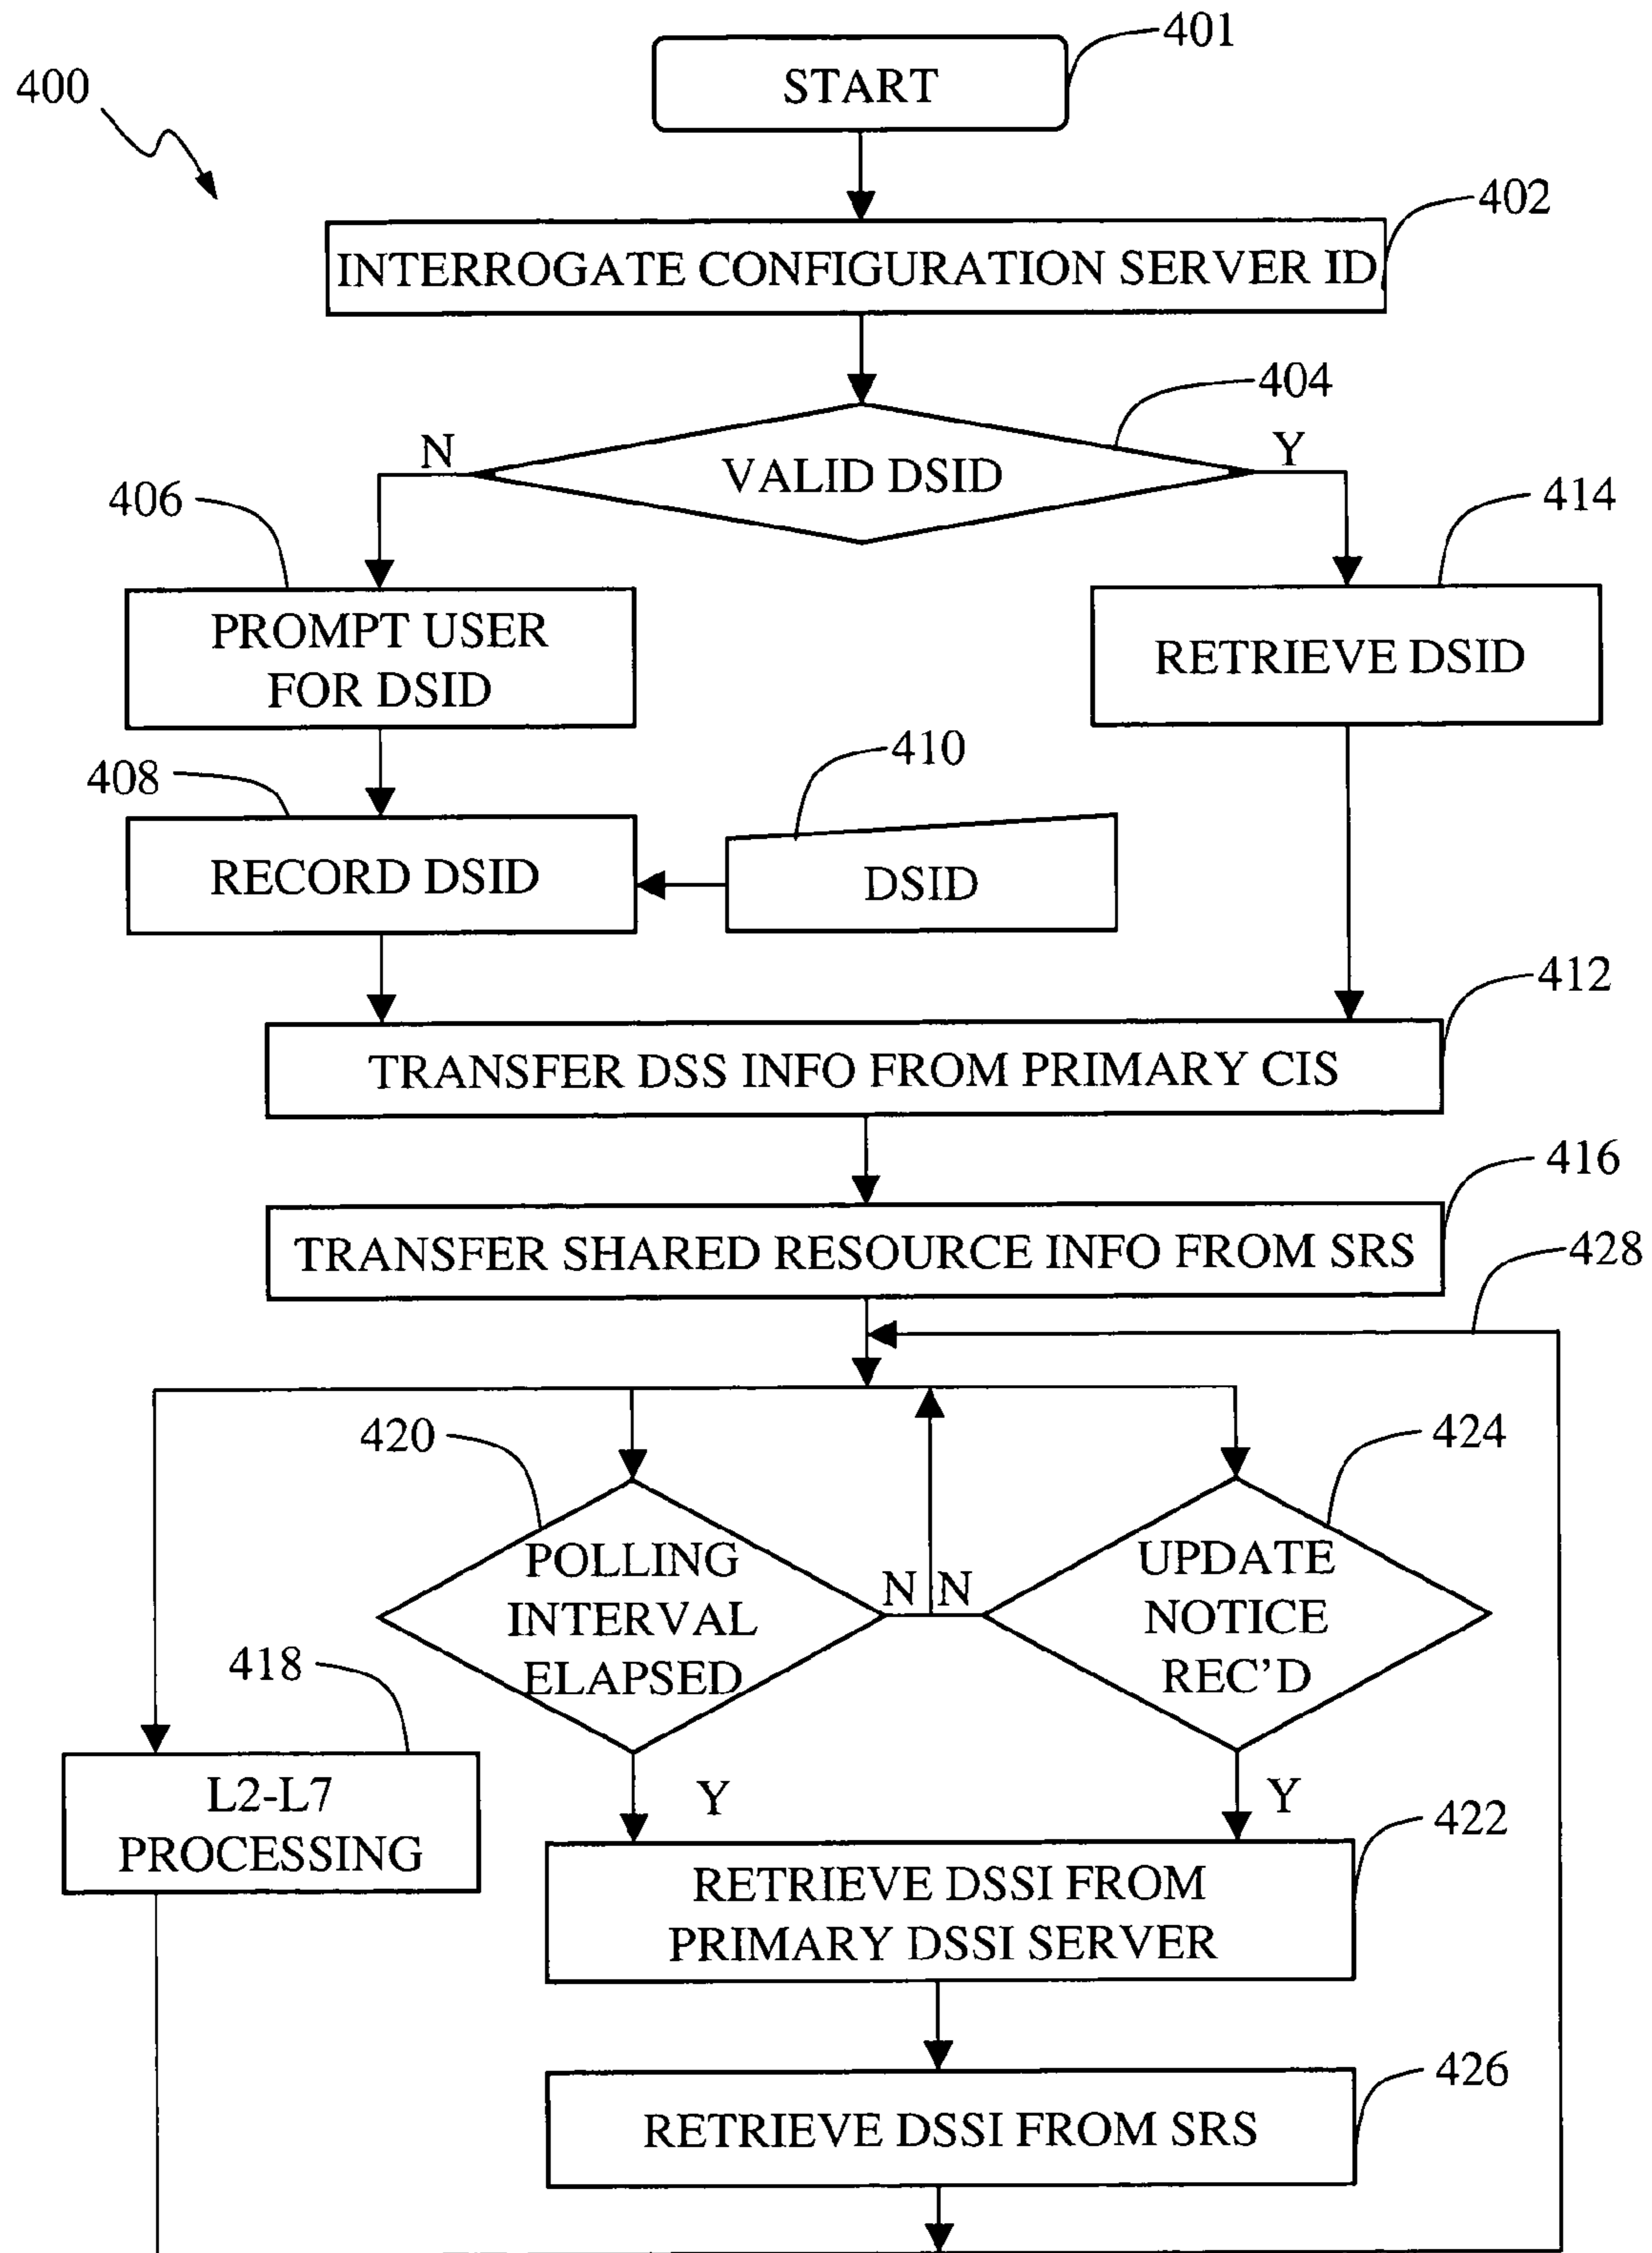 401
START
400
402
INTERROGATE CONFIGURATION SERVER ID
404
N
VALID DSID
Y
406
414
PROMPT USER
FOR DSID
RETRIEVE DSID
410
408
RECORD DSID
DSID
412
TRANSFER DSS INFO FROM PRIMARY CIS
416
TRANSFER SHARED RESOURCE INFO FROM SRS
428
420
424
POLLING
INTERVAL
ELAPSED
N
N
UPDATE
NOTICE
REC'D
418
L2-L7
PROCESSING
Y
Y
422
RETRIEVE DSSI FROM
PRIMARY DSSI SERVER
426
RETRIEVE DSSI FROM SRS